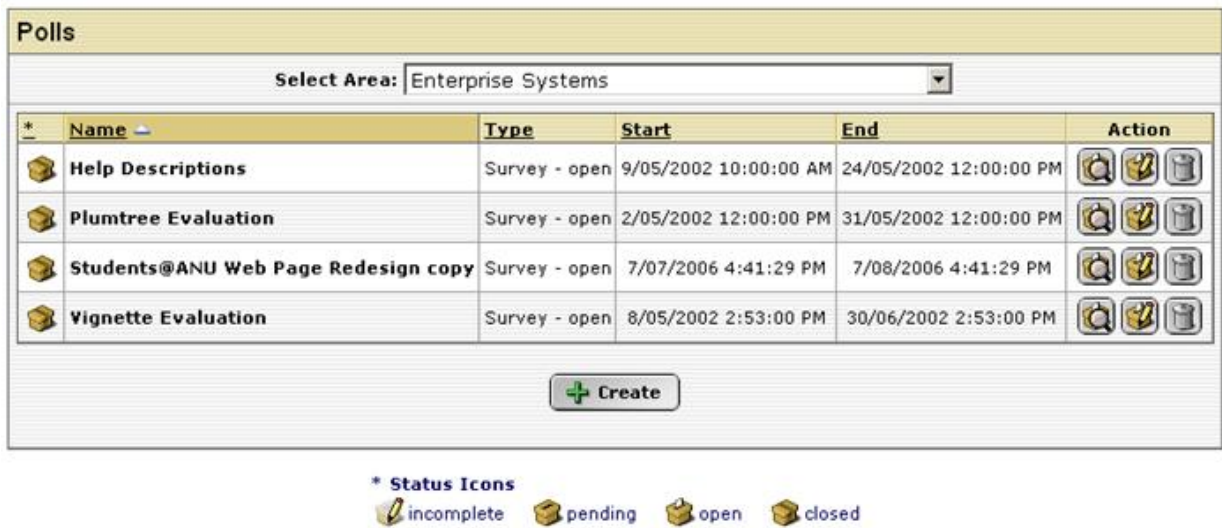 Polls
Select Area: Enterprise Systems
* Name Type Start End Action
Help Descriptions Survey - open 9/05/2002 10:00:00 AM 24/05/2002 12:00:00 PM
Plumtree Evaluation Survey - open 2/05/2002 12:00:00 PM 31/05/2002 12:00:00 PM
Students@ANU Web Page Redesign copy Survey - open 7/07/2006 4:41:29 PM 7/08/2006 4:41:29 PM
Vignette Evaluation Survey - open 8/05/2002 2:53:00 PM 30/06/2002 2:53:00 PM
Create
* Status Icons
incomplete pending open closed